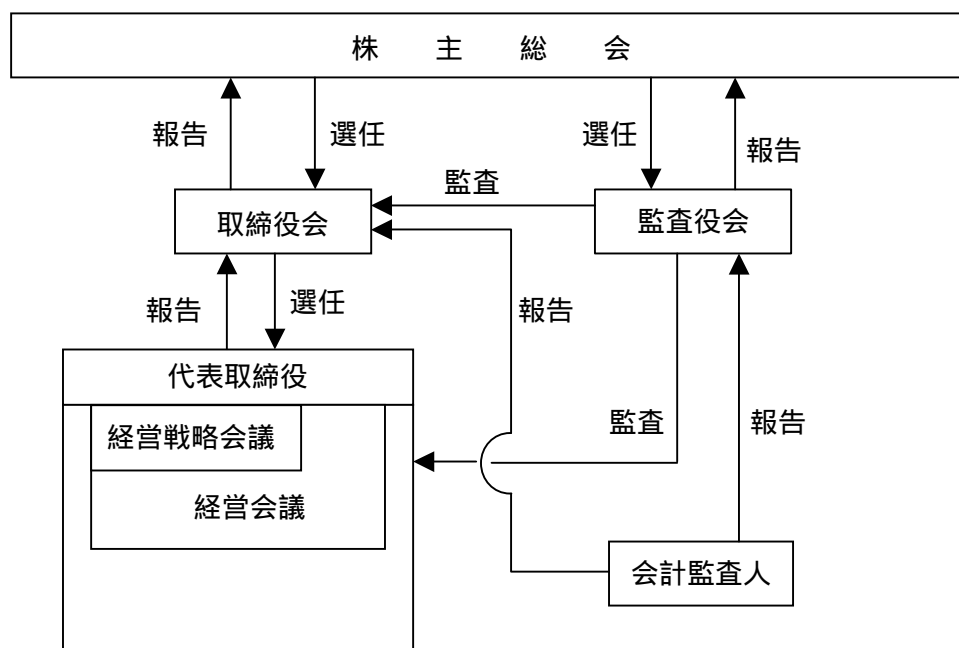 株主総会
報告
選任
選任
報告
監査
取締役会
監査役会
報告
選任
報告
代表取締役
経営戦略会議
監査
報告
経営会議
会計監査人